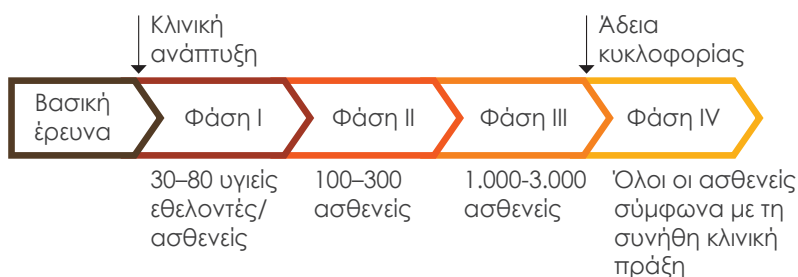 Κλινική
ανάπτυξη
Άδεια
κυκλοφορίας
Βασική
έρευνα
Φάση I
Φάση II
Φάση III
Φάση IV
30–80 υγιείς
εθελοντές/
ασθενείς
100–300
ασθενείς
1.000-3.000
ασθενείς
Όλοι οι ασθενείς
σύμφωνα με τη
συνήθη κλινική
πράξη